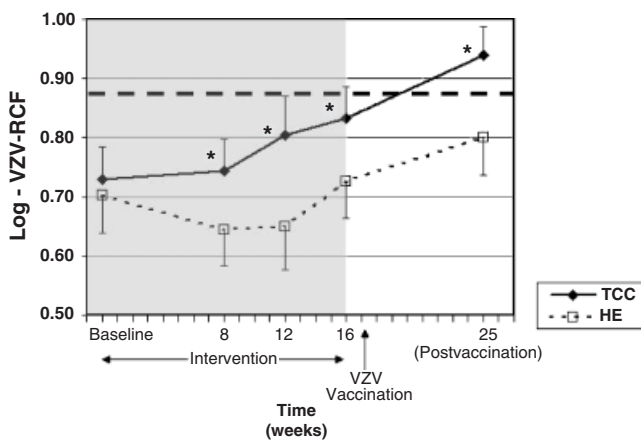 1.00
0.90
0.80
0.70
0.60
0.50
Log - VZV-RCF
*
*
*
*
*
Baseline 8 12 16 25
(Postvaccination)
Intervention
VZV
Vaccination
Time
(weeks)
TCC
HE